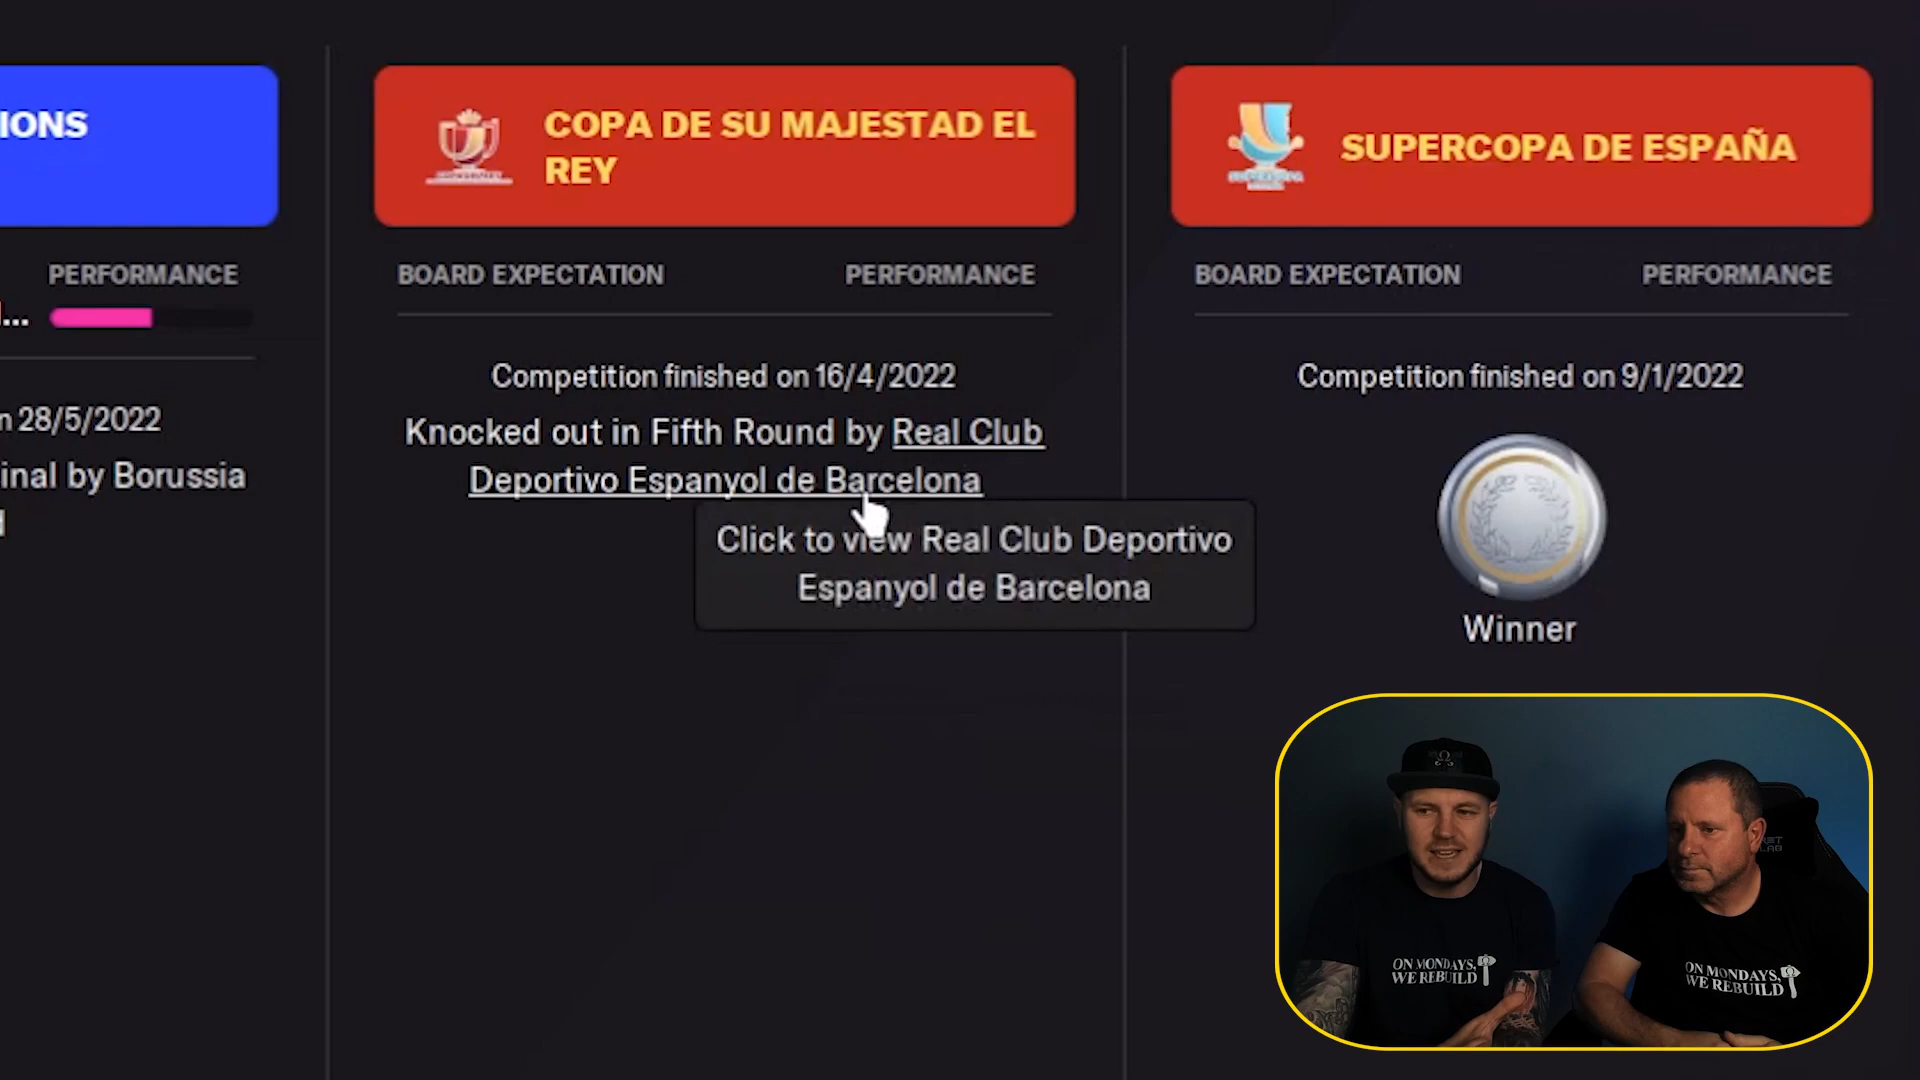 IONS
PERFORMANCE
...
n 28/5/2022
inal by Borussia
COPA DE SU MAJESTAD EL
REY
BOARD EXPECTATION PERFORMANCE
Competition finished on 16/4/2022
Knocked out in Fifth Round by Real Club
Deportivo Espanyol de Barcelona
Click to view Real Club Deportivo
Espanyol de Barcelona
SUPERCOPA DE ESPAÑA
BOARD EXPECTATION PERFORMANCE
Competition finished on 9/1/2022
Winner
ON MONDAYS,
WE REBUILD
ON MONDAYS,
WE REBUILD